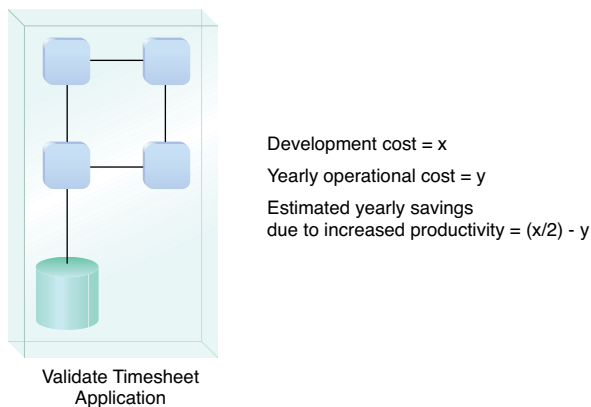 Development cost = x
Yearly operational cost = y
Estimated yearly savings
due to increased productivity = (x/2) - y
Validate Timesheet
Application